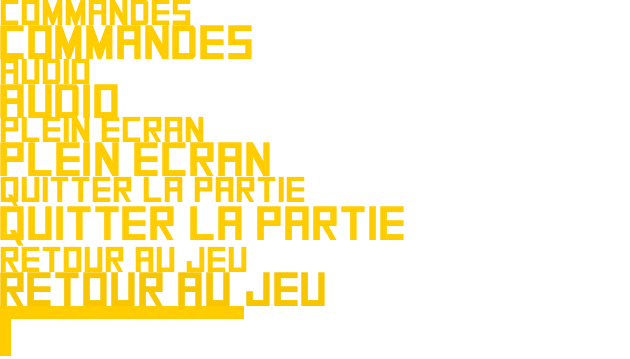 COMMANDES
COMMANDES
AUDIO
AUDIO
PLEIN ECRAN
PLEIN ECRAN
QUITTER LA PARTIE
QUITTER LA PARTIE
RETOUR AU JEU
RETOUR AU JEU